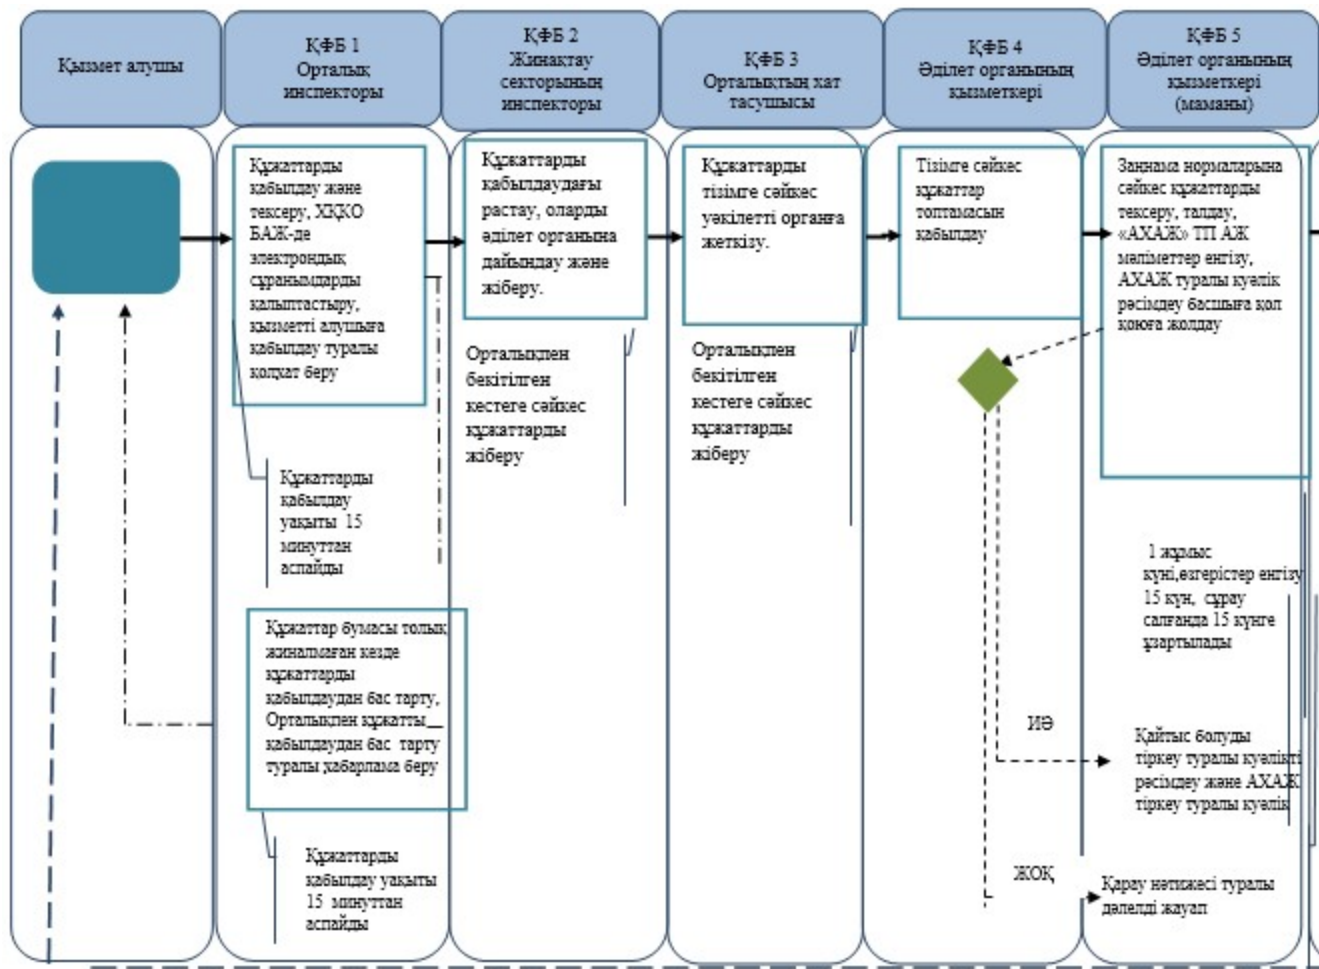 Қызмет алушы
ҚФБ 1
Орталық
инспекторы
ҚФБ 2
Жинақтау
секторының
инспекторы
ҚФБ 3
Орталықтың хат
тасушысы
ҚФБ 4
Әділет органының
қызметкері
ҚФБ 5
Әділет органының
қызметкері
(маманы)
Құжаттарды
қабылдау және
тексеру, ХҚКО
БАЖ-де
электрондық
сұранымдарды
қалыптастыру,
қызметті алушыға
қабылдау туралы
қолхат беру
Құжаттарды
қабылдау
уақыты 15
минуттан
аспайды
Құжаттар бумасы толық
жиналмаған кезде
құжаттарды
қабылдаудан бас тарту,
Орталықпен құжатты
қабылдаудан бас тарту
туралы хабарлама беру
Құжаттарды
қабылдау уақыты
15 минуттан
аспайды
Құжаттарды
қабылдаудағы
растау, оларды
әділет органына
дайындау және
жіберу.
Орталықпен
бекітілген
кестеге сәйкес
құжаттарды
жіберу
Құжаттарды
тізімге сәйкес
уәкілетті органға
жеткізу.
Орталықпен
бекітілген
кестеге сәйкес
құжаттарды
жіберу
Тізімге сәйкес
құжаттар
топтамасын
қабылдау
ИӘ
ЖОҚ
Заңнама нормаларына
сәйкес құжаттарды
тексеру, талдау,
«АХАЖ» ТП АЖ
мәліметтер енгізу,
АХАЖ туралы куәлік
рәсімдеу басшыға қол
қоюға жолдау
1 жұмыс
күні,өзгерістер енгізу
15 күн, сұрау
салғанда 15 күнге
ұзартылады
Қайтыс болуды
тіркеу туралы куәлікті
рәсімдеу және АХАЖ
тіркеу туралы куәлік
Қарау нәтижесі туралы
дәлелді жауап